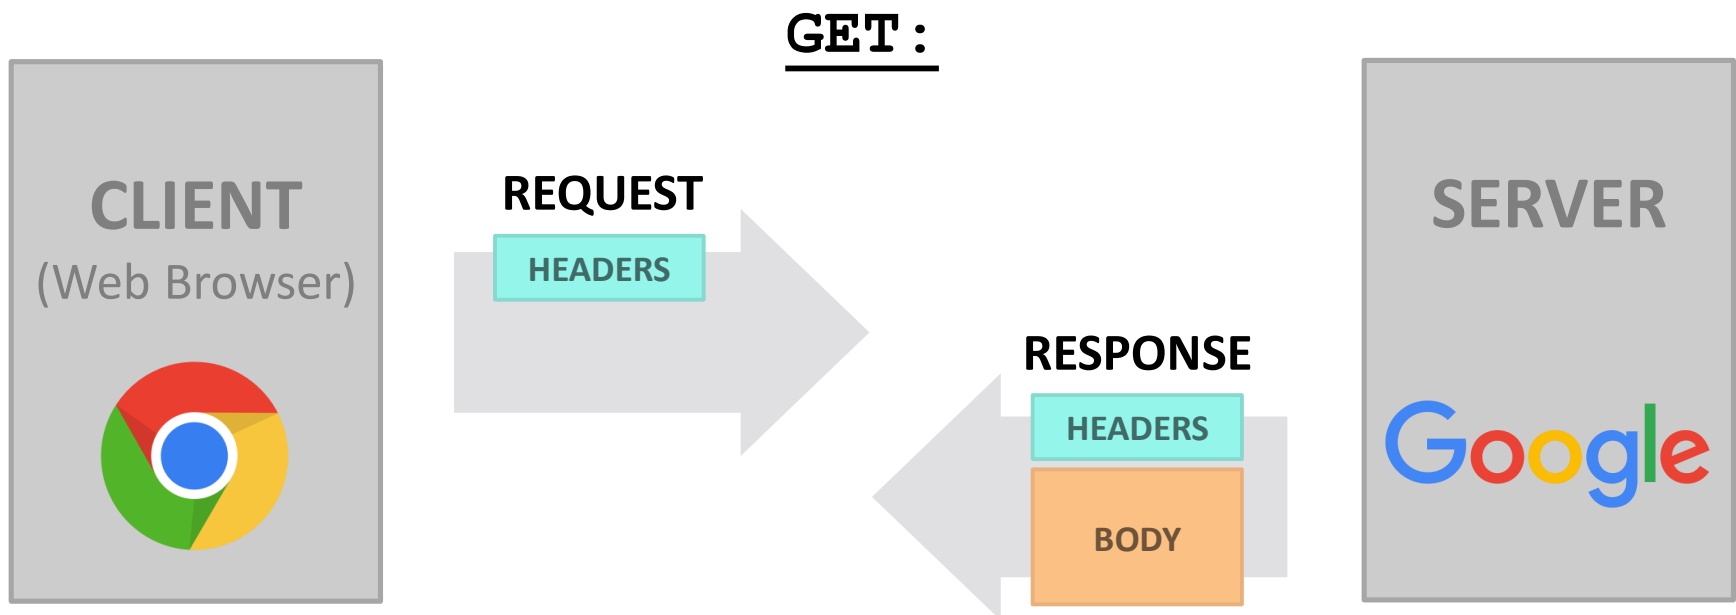 GET:
CLIENT
(Web Browser)
REQUEST
HEADERS
RESPONSE
HEADERS
BODY
SERVER
Google